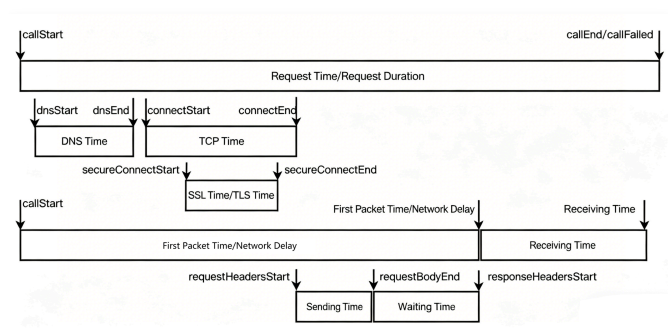 callStart callEnd/callFailed
Request Time/Request Duration
dnsStart dnsEnd connectStart connectEnd
DNS Time TCP Time
secureConnectStart secureConnectEnd
SSL Time/TLS Time
callStart First Packet Time/Network Delay Receiving Time
First Packet Time/Network Delay Receiving Time
requestHeadersStart requestBodyEnd responseHeadersStart
Sending Time Waiting Time